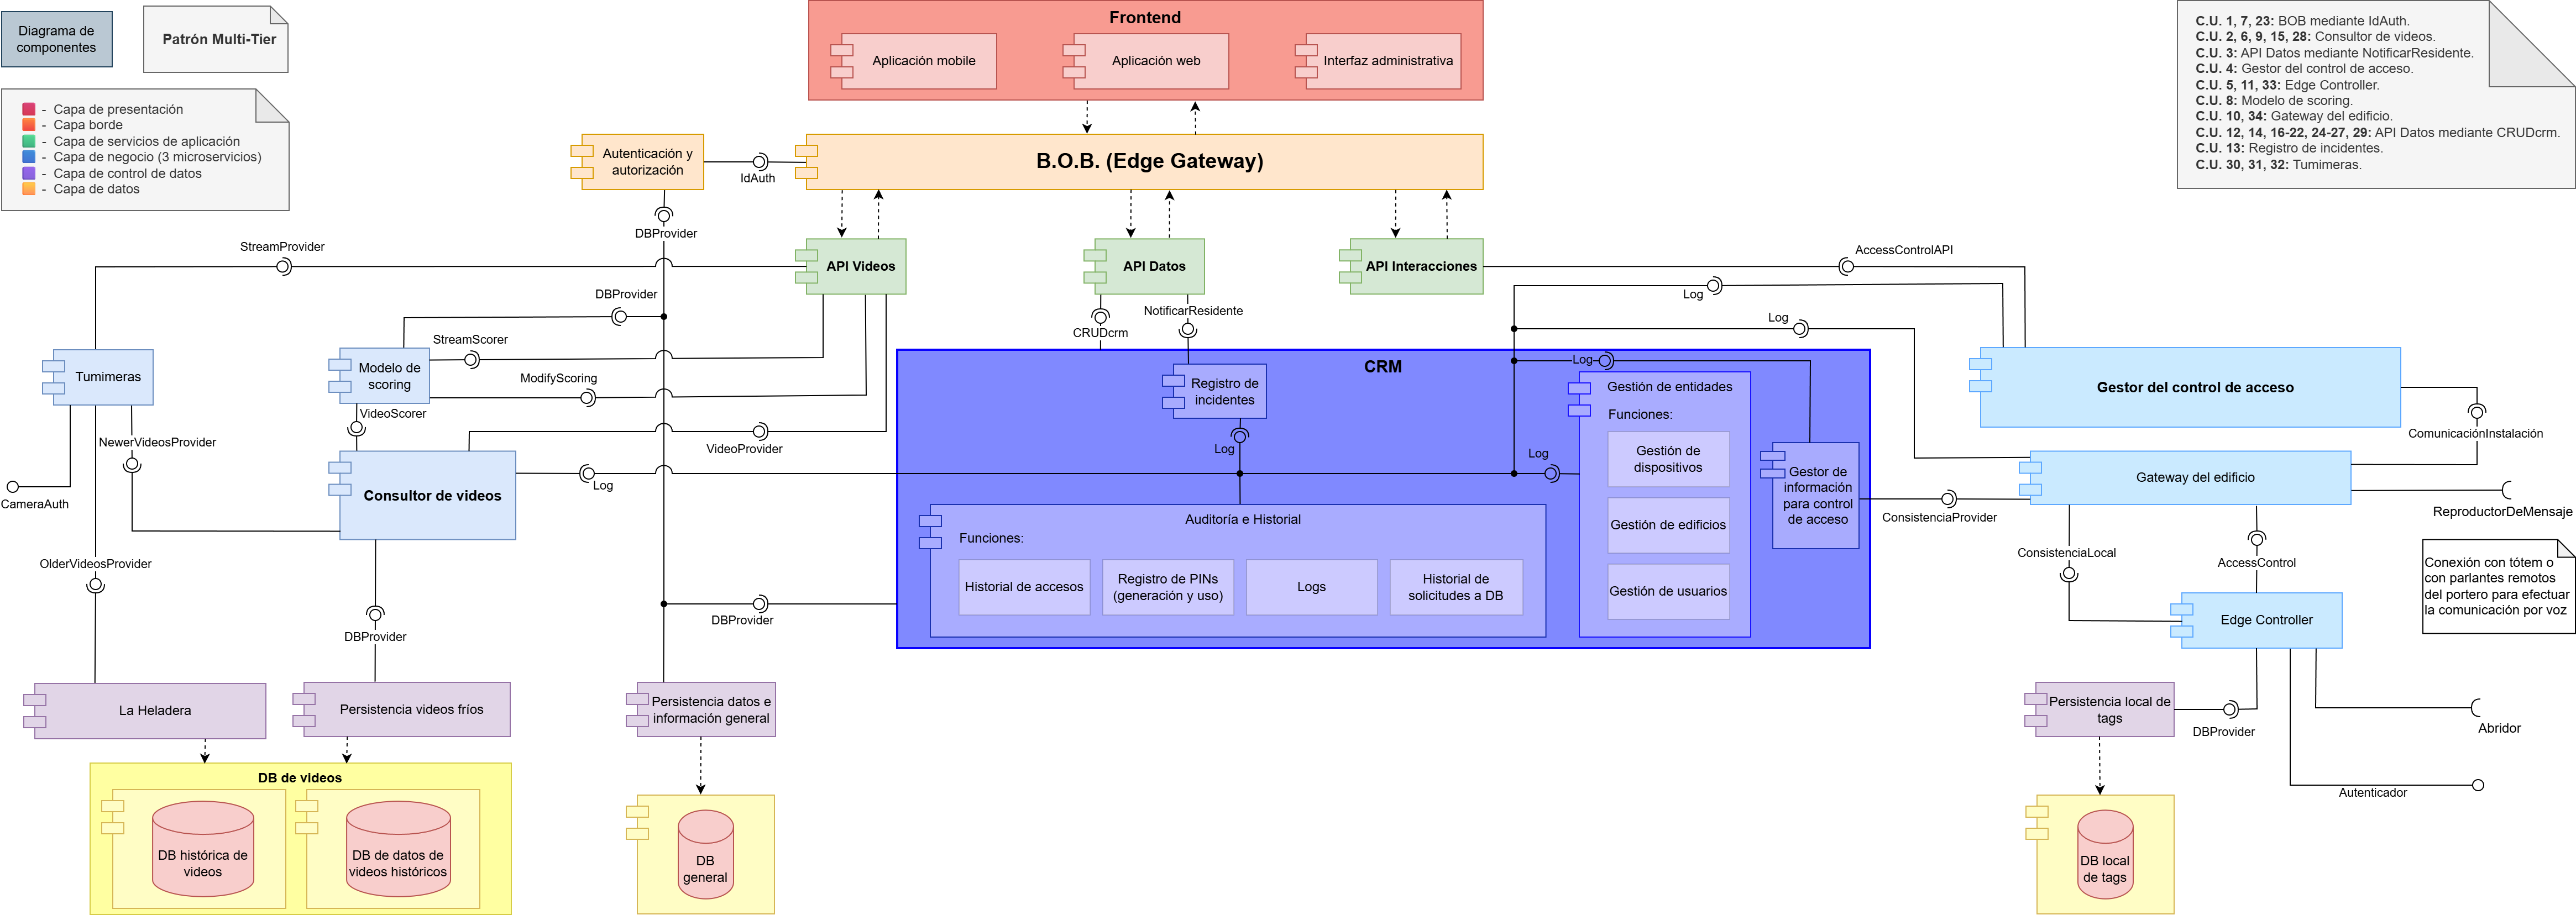 Diagrama de
componentes
Patrón Multi-Tier
- Capa de presentación
- Capa borde
- Capa de servicios de aplicación
- Capa de negocio (3 microservicios)
- Capa de control de datos
- Capa de datos
Frontend
Aplicación mobile
Aplicación web
Interfaz administrativa
C.U. 1, 7, 23: BOB mediante IdAuth.
C.U. 2, 6, 9, 15, 28: Consultor de videos.
C.U. 3: API Datos mediante NotificarResidente.
C.U. 4: Gestor del control de acceso.
C.U. 5, 11, 33: Edge Controller.
C.U. 8: Modelo de scoring.
C.U. 10, 34: Gateway del edificio.
C.U. 12, 14, 16-22, 24-27, 29: API Datos mediante CRUDcrm.
C.U. 13: Registro de incidentes.
C.U. 30, 31, 32: Tumimeras.
Autenticación y
autorización
IdAuth
B.O.B. (Edge Gateway)
DBProvider
StreamProvider
API Videos
API Datos
API Interacciones
AccessControlAPI
Log
DBProvider
NotificarResidente
CRUDcrm
Log
StreamScorer
Tumimeras
Modelo de
scoring
ModifyScoring
VideoScorer
NewerVideosProvider
VideoProvider
CRM
Log
Registro de
incidentes
Log
Gestión de entidades
Funciones:
Gestión de
dispositivos
Gestión de edificios
Gestión de usuarios
Log
Gestor de
información
para control
de acceso
Gestor del control de acceso
ComunicaciónInstalación
Gateway del edificio
ReproductorDeMensaje
ConsistenciaProvider
CameraAuth
Consultor de videos
Log
Auditoría e Historial
Funciones:
Historial de accesos
Registro de PINs
(generación y uso)
Logs
Historial de
solicitudes a DB
ConsistenciaLocal
AccessControl
Conexión con tótem o
con parlantes remotos
del portero para efectuar
la comunicación por voz
OlderVideosProvider
DBProvider
DBProvider
Edge Controller
La Heladera
Persistencia videos fríos
Persistencia datos e
información general
Persistencia local de
tags
DBProvider
Abridor
Autenticador
DB de videos
DB histórica de
videos
DB de datos de
videos históricos
DB
general
DB local
de tags